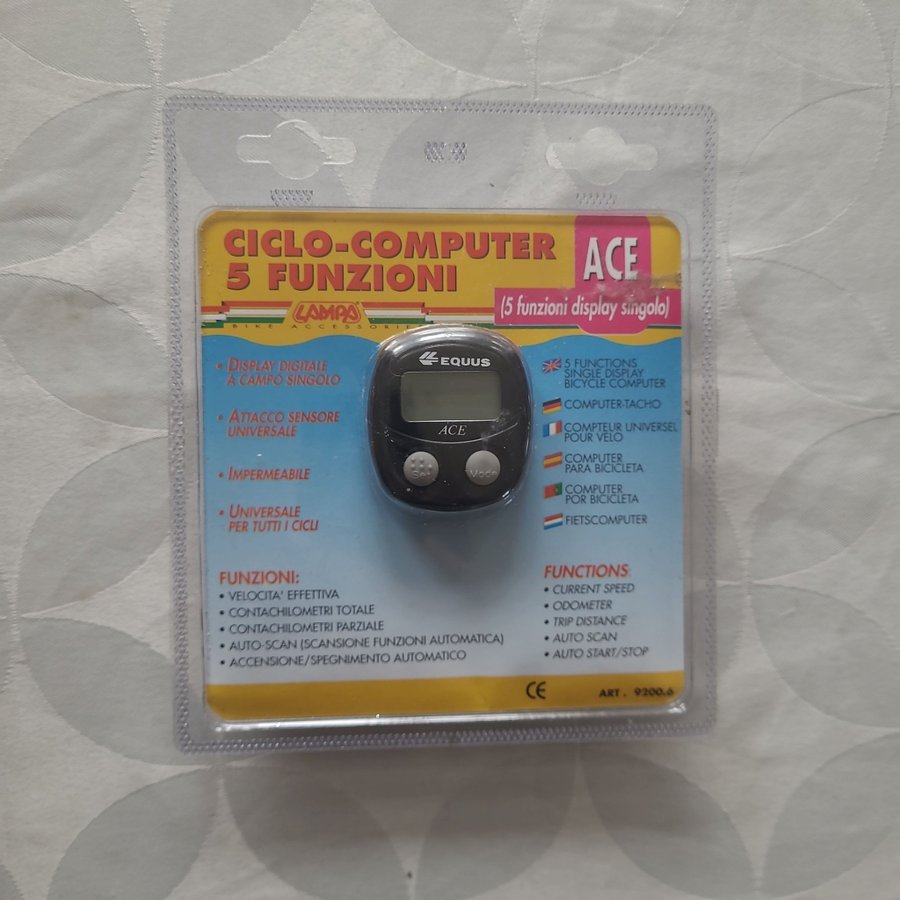 CICLO-COMPUTER
5 FUNZIONI
ACE
(5 funzioni display singolo)
LAMPA
BIKE ACCESSORIES
• DISPLAY DIGITALE
A CAMPO SINGOLO
• ATTACCO SENSORE
UNIVERSALE
• IMPERMEABILE
• UNIVERSALE
PER TUTTI I CICLI
EQUUS
ACE
Set
Mode
5 FUNCTIONS
SINGLE DISPLAY
BICYCLE COMPUTER
COMPUTER-TACHO
COMPTEUR UNIVERSEL
POUR VELO
COMPUTER
PARA BICICLETA
COMPUTER
POR BICICLETA
FIETSCOMPUTER
FUNZIONI:
• VELOCITA' EFFETTIVA
• CONTACHILOMETRI TOTALE
• CONTACHILOMETRI PARZIALE
• AUTO-SCAN (SCANSIONE FUNZIONI AUTOMATICA)
• ACCENSIONE/SPEGNIMENTO AUTOMATICO
FUNCTIONS:
• CURRENT SPEED
• ODOMETER
• TRIP DISTANCE
• AUTO SCAN
• AUTO START/STOP
CE
ART. 9200.6